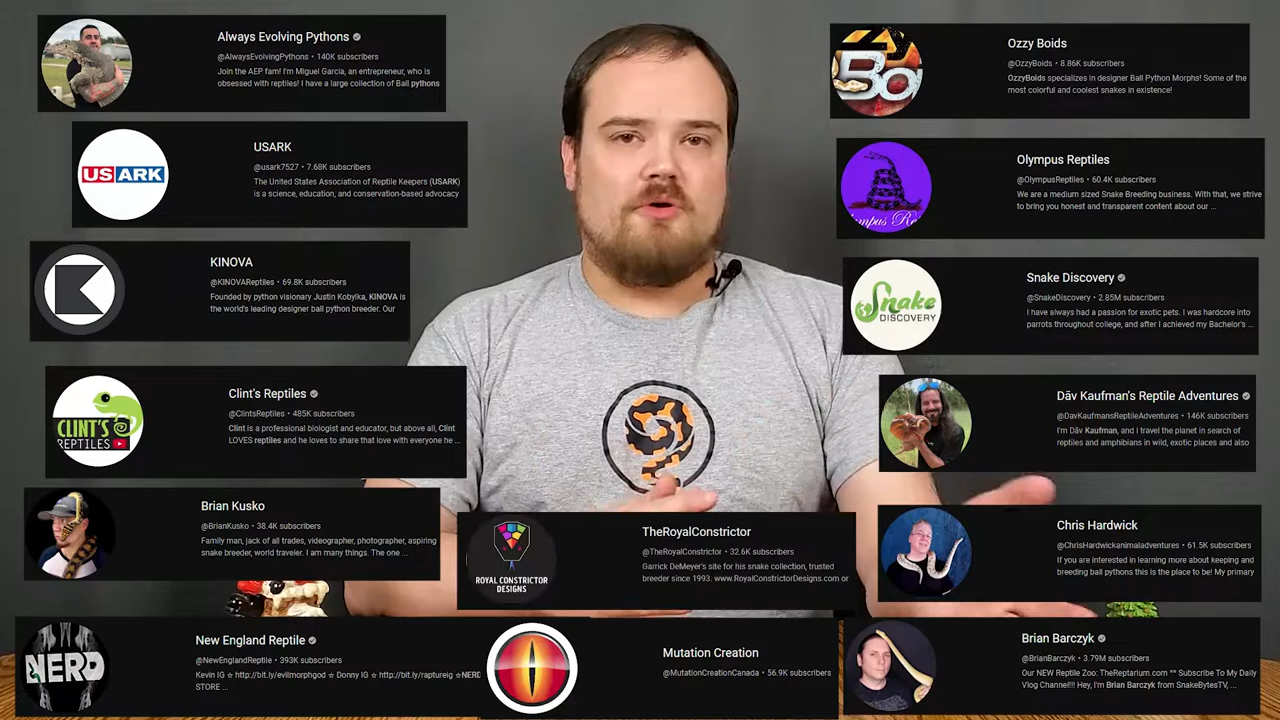 Always Evolving Pythons
@AlwaysEvolvingPythons • 140K subscribers
Join the AEP fam! I'm Miguel Garcia, an entrepreneur, who is
obsessed with reptiles! I have a large collection of Ball pythons
US ARK
USARK
@usark7527 • 7.68K subscribers
The United States Association of Reptile Keepers (USARK)
is a science, education, and conservation-based advocacy
KINOVA
@KINOVAReptiles • 69.8K subscribers
Founded by python visionary Justin Kobylka, KINOVA is
the world's leading designer ball python breeder. Our
CLINT'S
REPTILES
Clint's Reptiles
@ClintsReptiles • 485K subscribers
Clint is a professional biologist and educator, but above all, Clint
LOVES reptiles and he loves to share that love with everyone he ...
Brian Kusko
@BrianKusko • 38.4K subscribers
Family man, jack of all trades, videographer, photographer, aspiring
snake breeder, world traveler. I am many things. The one ...
NERD
New England Reptile
@NewEnglandReptile • 393K subscribers
Kevin IG ☆ http://bit.ly/evilmorphgod ☆ Donny IG ☆ http://bit.ly/raptureig ☆NERD
STORE ...
ROYAL CONSTRICTOR
DESIGNS
TheRoyalConstrictor
@TheRoyalConstrictor • 32.6K subscribers
Garrick DeMeyer's site for his snake collection, trusted
breeder since 1993. www.RoyalConstrictorDesigns.com or
Mutation Creation
@MutationCreationCanada • 56.9K subscribers
Ozzy Boids
@OzzyBoids • 8.86K subscribers
OzzyBoids specializes in designer Ball Python Morphs! Some of the
most colorful and coolest snakes in existence!
Olympus Reptiles
@OlympusReptiles • 60.4K subscribers
We are a medium sized Snake Breeding business. With that, we strive
to bring you honest and transparent content about our ...
Snake
DISCOVERY
Snake Discovery
@SnakeDiscovery • 2.85M subscribers
I have always had a passion for exotic pets. I was hardcore into
parrots throughout college, and after I achieved my Bachelor's ...
Dāv Kaufman's Reptile Adventures
@DavKaufmansReptileAdventures • 146K subscribers
I'm Dāv Kaufman, and I travel the planet in search of
reptiles and amphibians in wild, exotic places and also
Chris Hardwick
@ChrisHardwickanimaladventures • 61.5K subscribers
If you are interested in learning more about keeping and
breeding ball pythons this is the place to be! My primary
Brian Barczyk
@BrianBarczyk • 3.79M subscribers
Our NEW Reptile Zoo: TheReptarium.com ** Subscribe To My Daily
Vlog Channel!!! Hey, I'm Brian Barczyk from SnakeBytesTV, ...